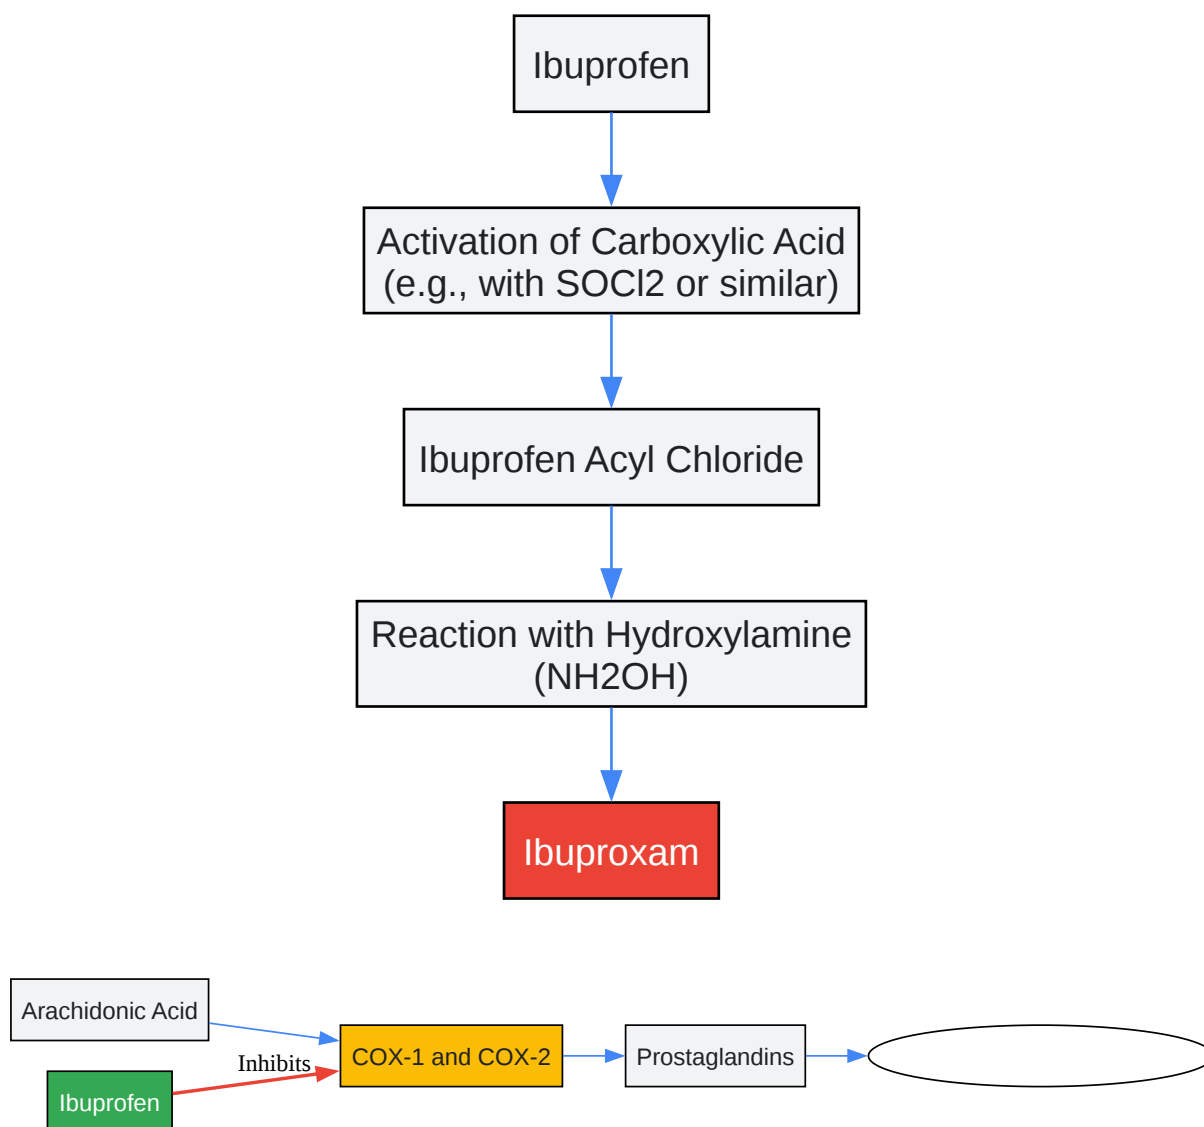 Ibuprofen
Activation of Carboxylic Acid
(e.g., with SOCl2 or similar)
Ibuprofen Acyl Chloride
Reaction with Hydroxylamine
(NH2OH)
Ibuproxam
Arachidonic Acid
Inhibits
COX-1 and COX-2
Prostaglandins
Ibuprofen